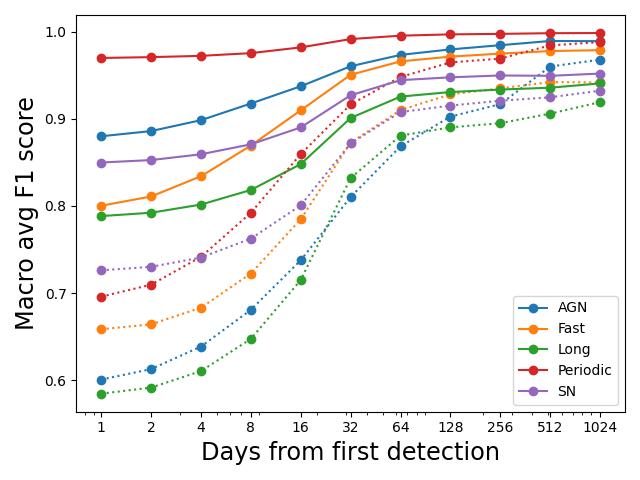 Macro avg F1 score
1.0
0.9
0.8
0.7
0.6
AGN
Fast
Long
Periodic
SN
1 2 4 8 16 32 64 128 256 512 1024
Days from first detection